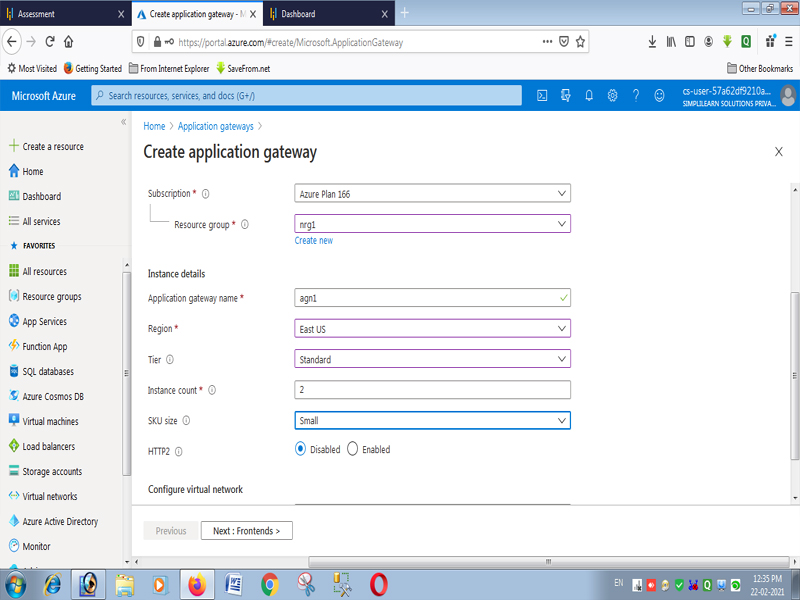 Assessment
Create application gateway - M
Dashboard
https://portal.azure.com/#create/Microsoft.ApplicationGateway
Most Visited
Getting Started
From Internet Explorer
SaveFrom.net
Other Bookmarks
Microsoft Azure
Search resources, services, and docs (G+/)
cs-user-57a62df9210a...
SIMPLILEARN SOLUTIONS PRIVA...
Create a resource
Home
Dashboard
All services
FAVORITES
All resources
Resource groups
App Services
Function App
SQL databases
Azure Cosmos DB
Virtual machines
Load balancers
Storage accounts
Virtual networks
Azure Active Directory
Monitor
Home > Application gateways >
Create application gateway
Subscription * Azure Plan 166
Resource group * nrg1
Create new
Instance details
Application gateway name * agn1
Region * East US
Tier Standard
Instance count * 2
SKU size Small
HTTP2 Disabled Enabled
Configure virtual network
Previous
Next : Frontends >
EN
12:35 PM
22-02-2021